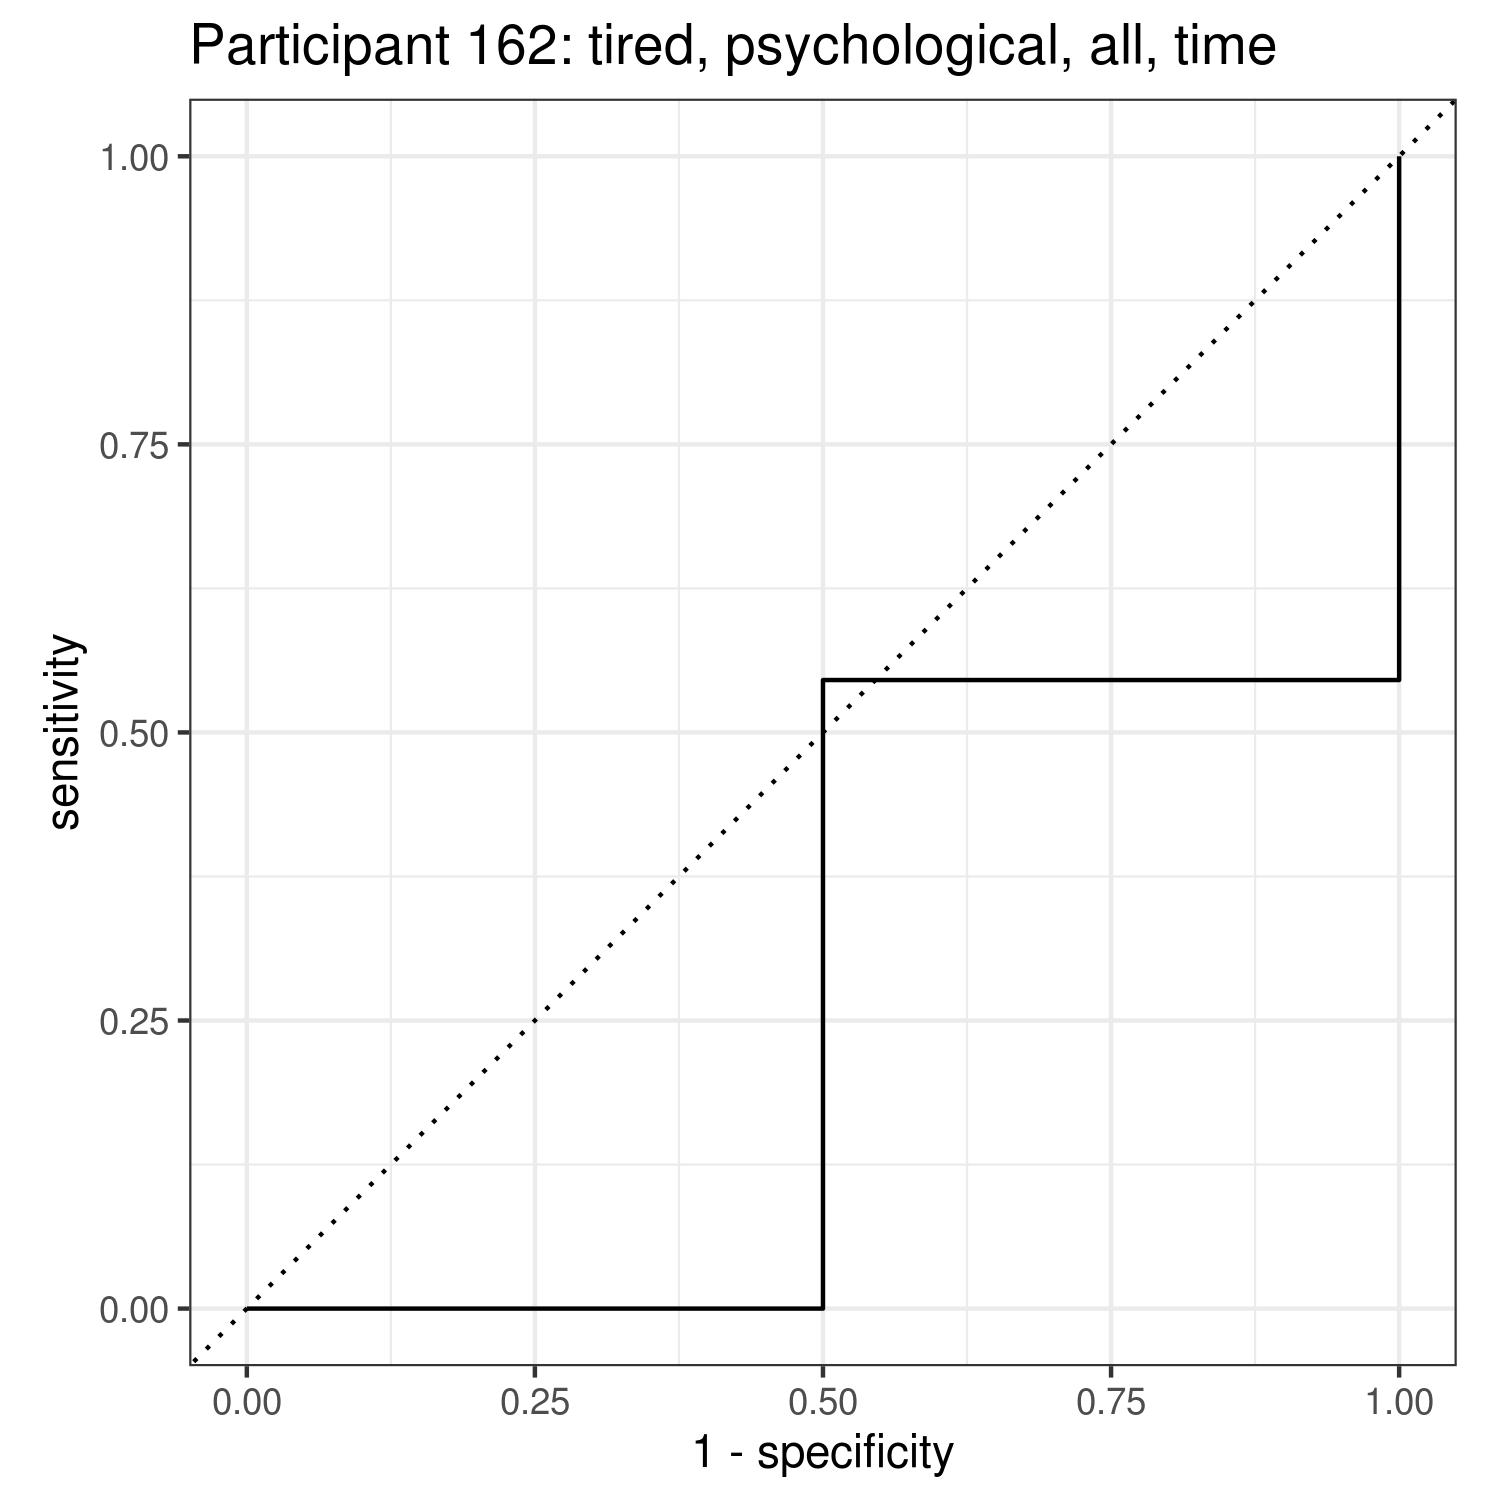 Participant 162: tired, psychological, all, time
1.00
0.75
0.50
0.25
0.00
sensitivity
0.00 0.25 0.50 0.75 1.00
1 - specificity